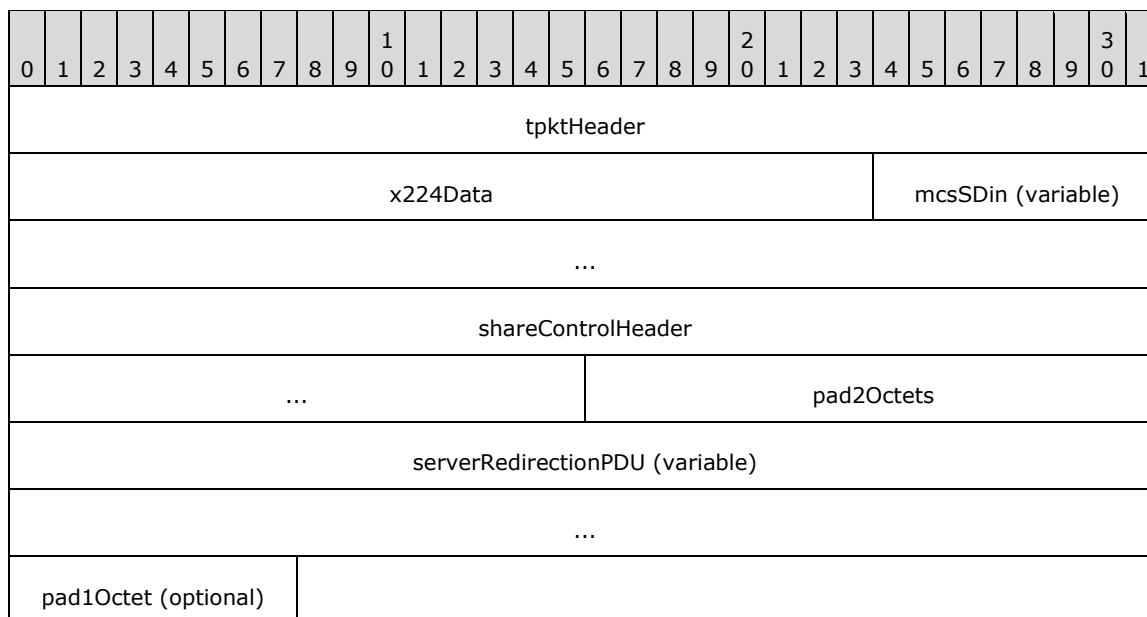 1 2 3
0 1 2 3 4 5 6 7 8 9 0 1 2 3 4 5 6 7 8 9 0 1 2 3 4 5 6 7 8 9 0 1
tpktHeader
x224Data mcsSDin (variable)
...
shareControlHeader
... pad2Octets
serverRedirectionPDU (variable)
...
pad1Octet (optional)